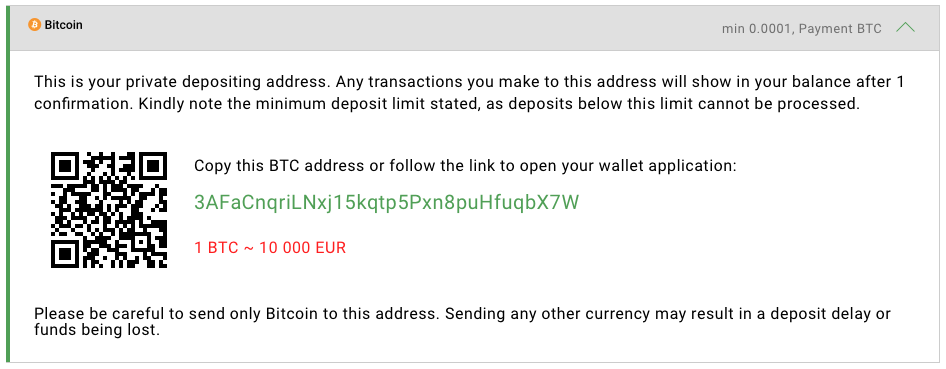 Bitcoin
min 0.0001, Payment BTC
This is your private depositing address. Any transactions you make to this address will show in your balance after 1
confirmation. Kindly note the minimum deposit limit stated, as deposits below this limit cannot be processed.
Copy this BTC address or follow the link to open your wallet application:
3AFaCnqriLNxj15kqtp5Pxn8puHfuqbX7W
1 BTC ~ 10 000 EUR
Please be careful to send only Bitcoin to this address. Sending any other currency may result in a deposit delay or
funds being lost.